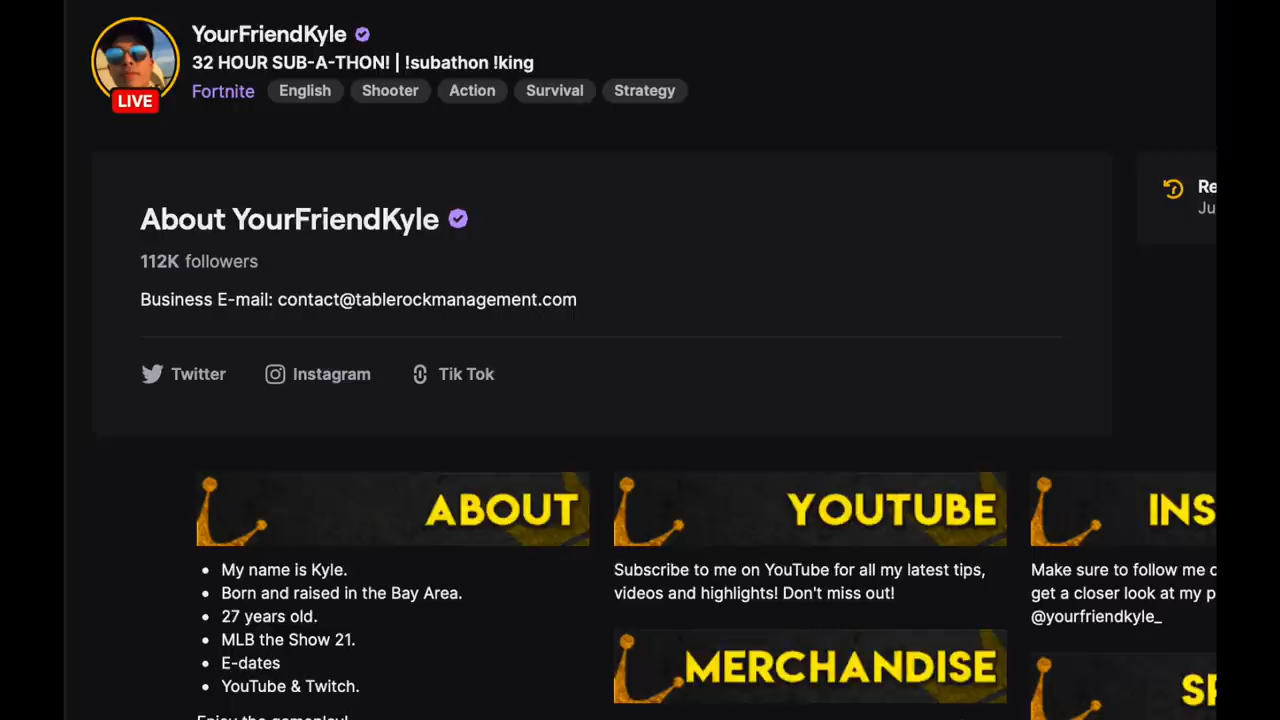 YourFriendKyle
32 HOUR SUB-A-THON! | !subathon !king
LIVE
Fortnite English Shooter Action Survival Strategy
About YourFriendKyle
112K followers
Business E-mail: contact@tablerockmanagement.com
Twitter Instagram Tik Tok
Re
Ju
ABOUT
• My name is Kyle.
• Born and raised in the Bay Area.
• 27 years old.
• MLB the Show 21.
• E-dates
• YouTube & Twitch.
Enjoy the gameplay!
YOUTUBE
Subscribe to me on YouTube for all my latest tips,
videos and highlights! Don't miss out!
MERCHANDISE
INS
Make sure to follow me
get a closer look at my
@yourfriendkyle_